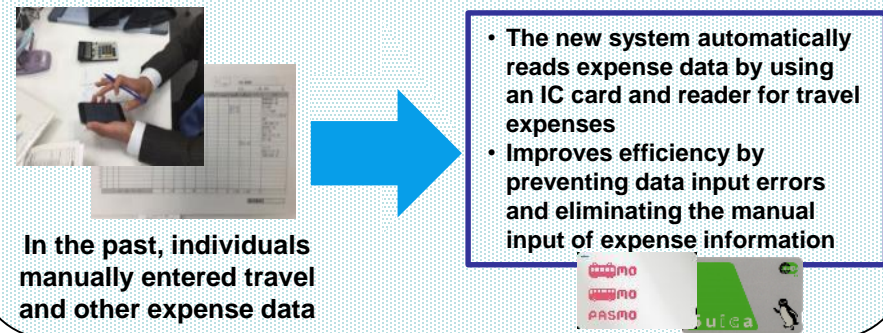 In the past, individuals
manually entered travel
and other expense data
• The new system automatically
reads expense data by using
an IC card and reader for travel
expenses
• Improves efficiency by
preventing data input errors
and eliminating the manual
input of expense information
mo
mo
PASMO
Suica